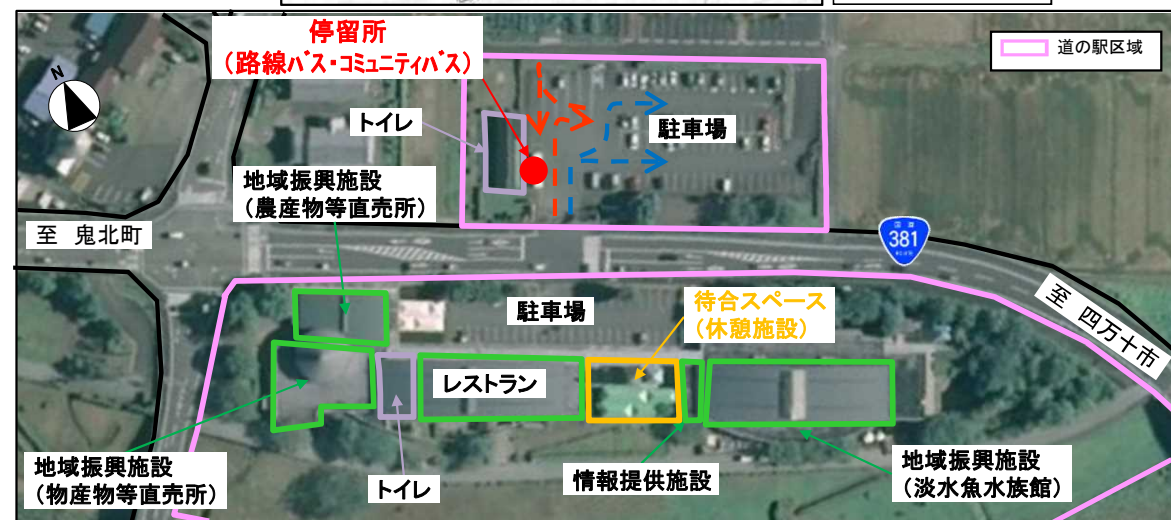 停留所
（路線バス・コミュニティバス）
道の駅区域
N
トイレ
駐車場
地域振興施設
（農産物等直売所）
至 鬼北町
381
駐車場
待合スペース
（休憩施設）
至 四万十市
レストラン
地域振興施設
（物産物等直売所）
トイレ
情報提供施設
地域振興施設
（淡水魚水族館）